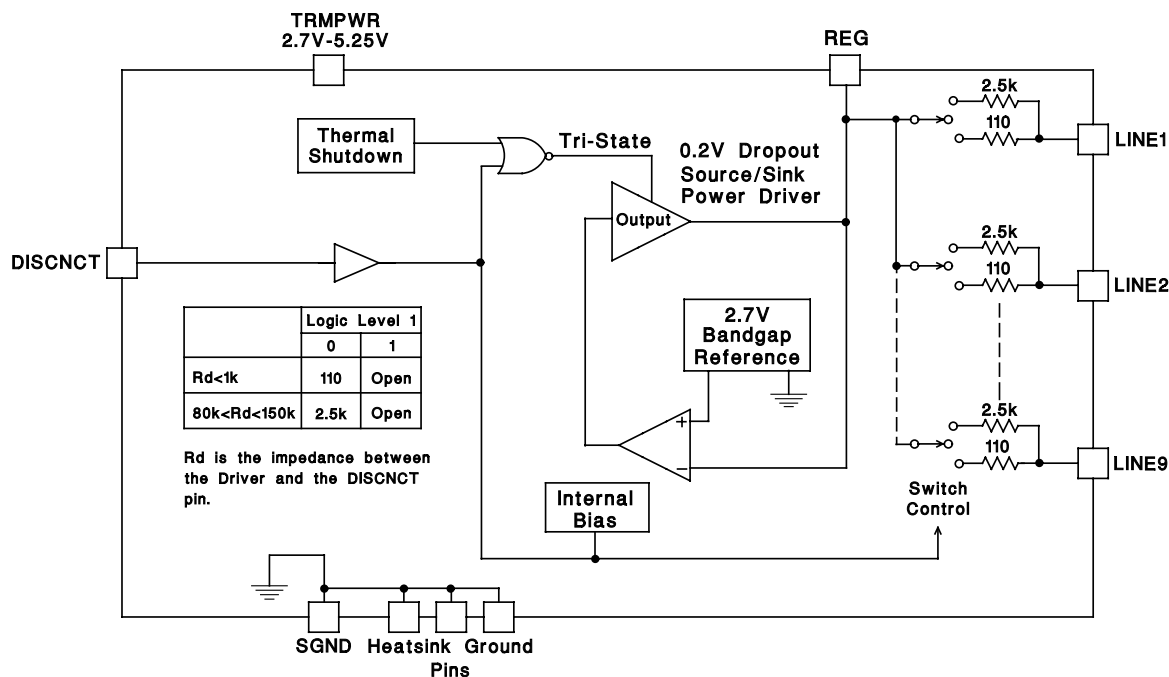 TRMPWR
2.7V-5.25V
REG
2.5k
110
LINE1
Thermal
Shutdown
Tri-State
0.2V Dropout
Source/Sink
Power Driver
Output
DISCNCT
2.5k
110
LINE2
Logic Level 1
0 1
Rd<1k 110 Open
80k<Rd<150k 2.5k Open
Rd is the impedance between
the Driver and the DISCNCT
pin.
2.7V
Bandgap
Reference
+
−
2.5k
110
LINE9
Switch
Control
Internal
Bias
SGND
Heatsink Ground
Pins